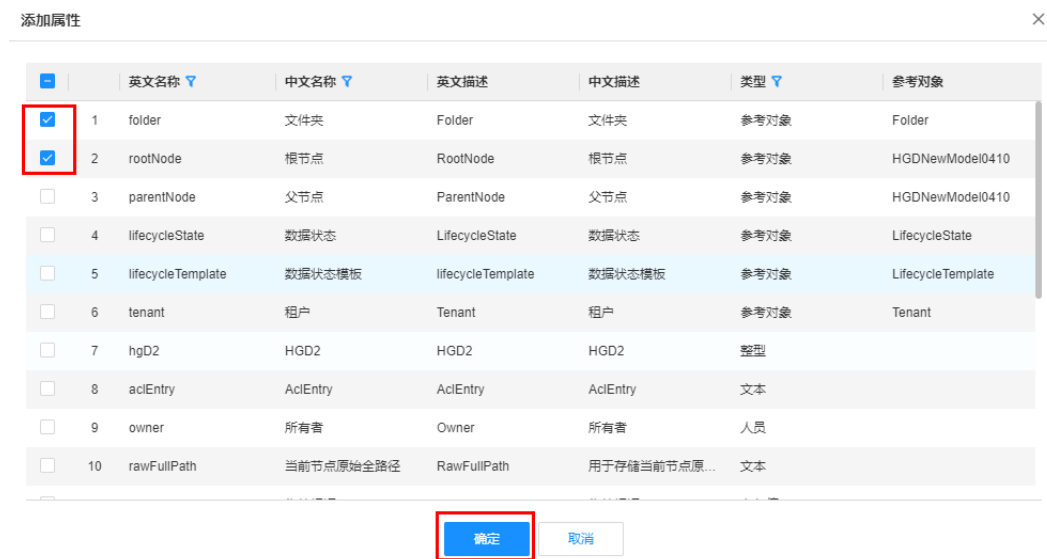 添加属性
英文名称 中文名称 英文描述 中文描述 类型 参考对象
1 folder 文件夹 Folder 文件夹 参考对象 Folder
2 rootNode 根节点 RootNode 根节点 参考对象 HGDNewModel0410
3 parentNode 父节点 ParentNode 父节点 参考对象 HGDNewModel0410
4 lifecycleState 数据状态 LifecycleState 数据状态 参考对象 LifecycleState
5 lifecycleTemplate 数据状态模板 lifecycleTemplate 数据状态模板 参考对象 LifecycleTemplate
6 tenant 租户 Tenant 租户 参考对象 Tenant
7 hgD2 HGD2 HGD2 HGD2 整型
8 aclEntry AclEntry AclEntry AclEntry 文本
9 owner 所有者 Owner 所有者 人员
10 rawFullPath 当前节点原始全路径 RawFullPath 用于存储当前节点原... 文本
确定 取消